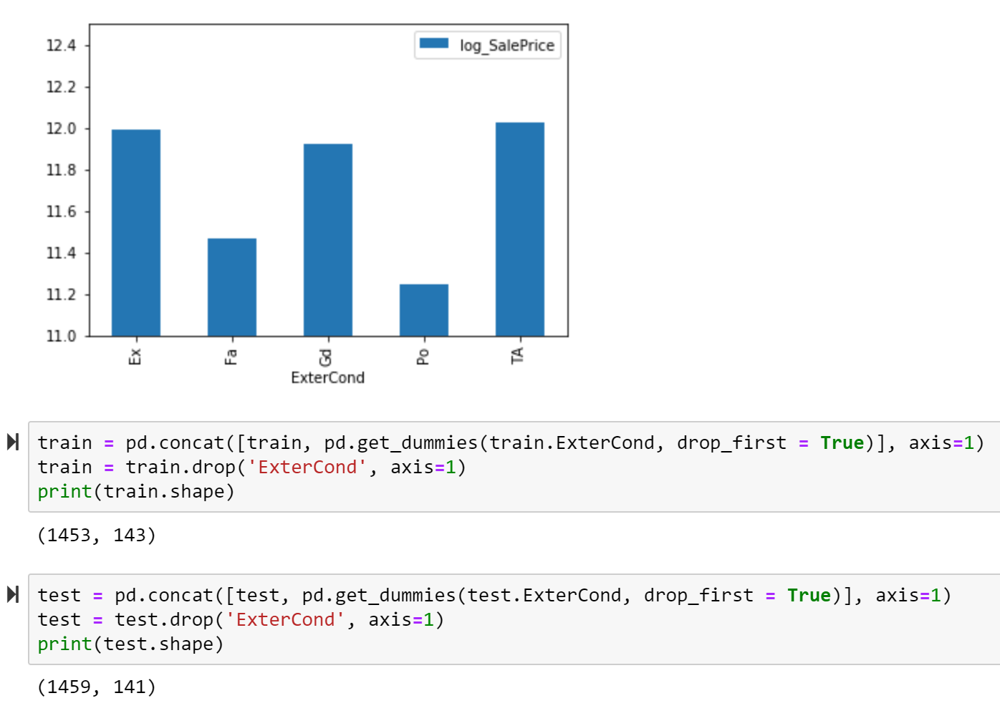 12.4
12.2
12.0
11.8
11.6
11.4
11.2
11.0
log_SalePrice
Ex
Fa
Gd
Po
TA
ExterCond
train = pd.concat([train, pd.get_dummies(train.ExterCond, drop_first = True)], axis=1)
train = train.drop('ExterCond', axis=1)
print(train.shape)
(1453, 143)
test = pd.concat([test, pd.get_dummies(test.ExterCond, drop_first = True)], axis=1)
test = test.drop('ExterCond', axis=1)
print(test.shape)
(1459, 141)